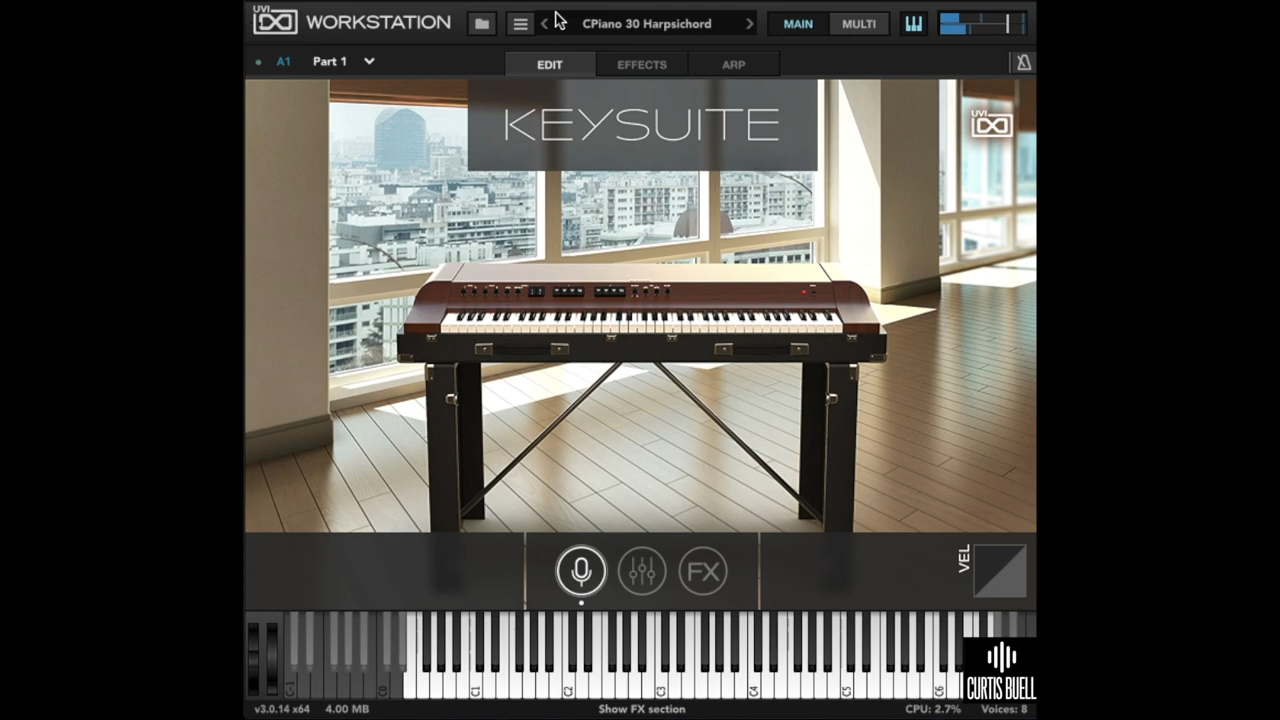 UVI WORKSTATION
CPiano 30 Harpsichord
MAIN
MULTI
A1 Part 1
EDIT
EFFECTS
ARP
KEYSUITE
UVI
FX
VEL
C-1
C0
C1
C2
C3
C4
C5
C6
CURTIS BUELL
v3.0.14 x64
4.00 MB
Show FX section
CPU: 2.7%
Voices: 8